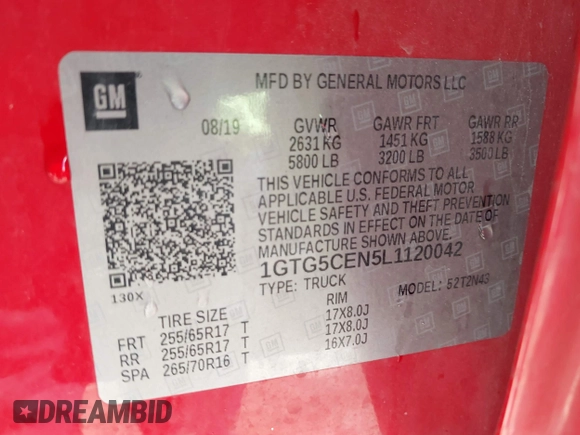 GM
MFD BY GENERAL MOTORS LLC
08/19 GVWR GAWR FRT GAWR RR
2631 KG 1451 KG 1588 KG
5800 LB 3200 LB 3503 LB
THIS VEHICLE CONFORMS TO ALL
APPLICABLE U.S. FEDERAL MOTOR
VEHICLE SAFETY AND THEFT PREVENTION
STANDARDS IN EFFECT ON THE DATE OF
MANUFACTURE SHOWN ABOVE.
1GTG5CEN5L1120042
TYPE: TRUCK MODEL: 52T2N43
130X
TIRE SIZE RIM
FRT 255/65R17 T 17X8.0J
RR 255/65R17 T 17X8.0J
SPA 265/70R16 T 16X7.0J
DREAMBID